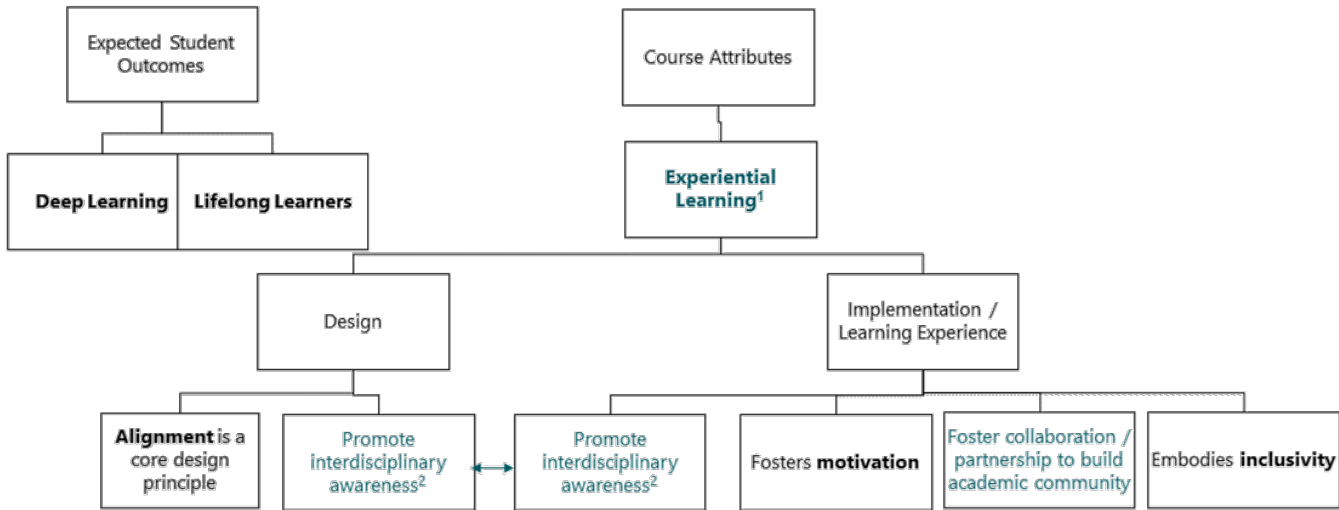 Expected Student
Outcomes
Course Attributes
Deep Learning
Lifelong Learners
Experiential
Learning¹
Design
Implementation /
Learning Experience
Alignment is a
core design
principle
Promote
interdisciplinary
awareness²
Promote
interdisciplinary
awareness²
Fosters motivation
Foster collaboration /
partnership to build
academic community
Embodies inclusivity